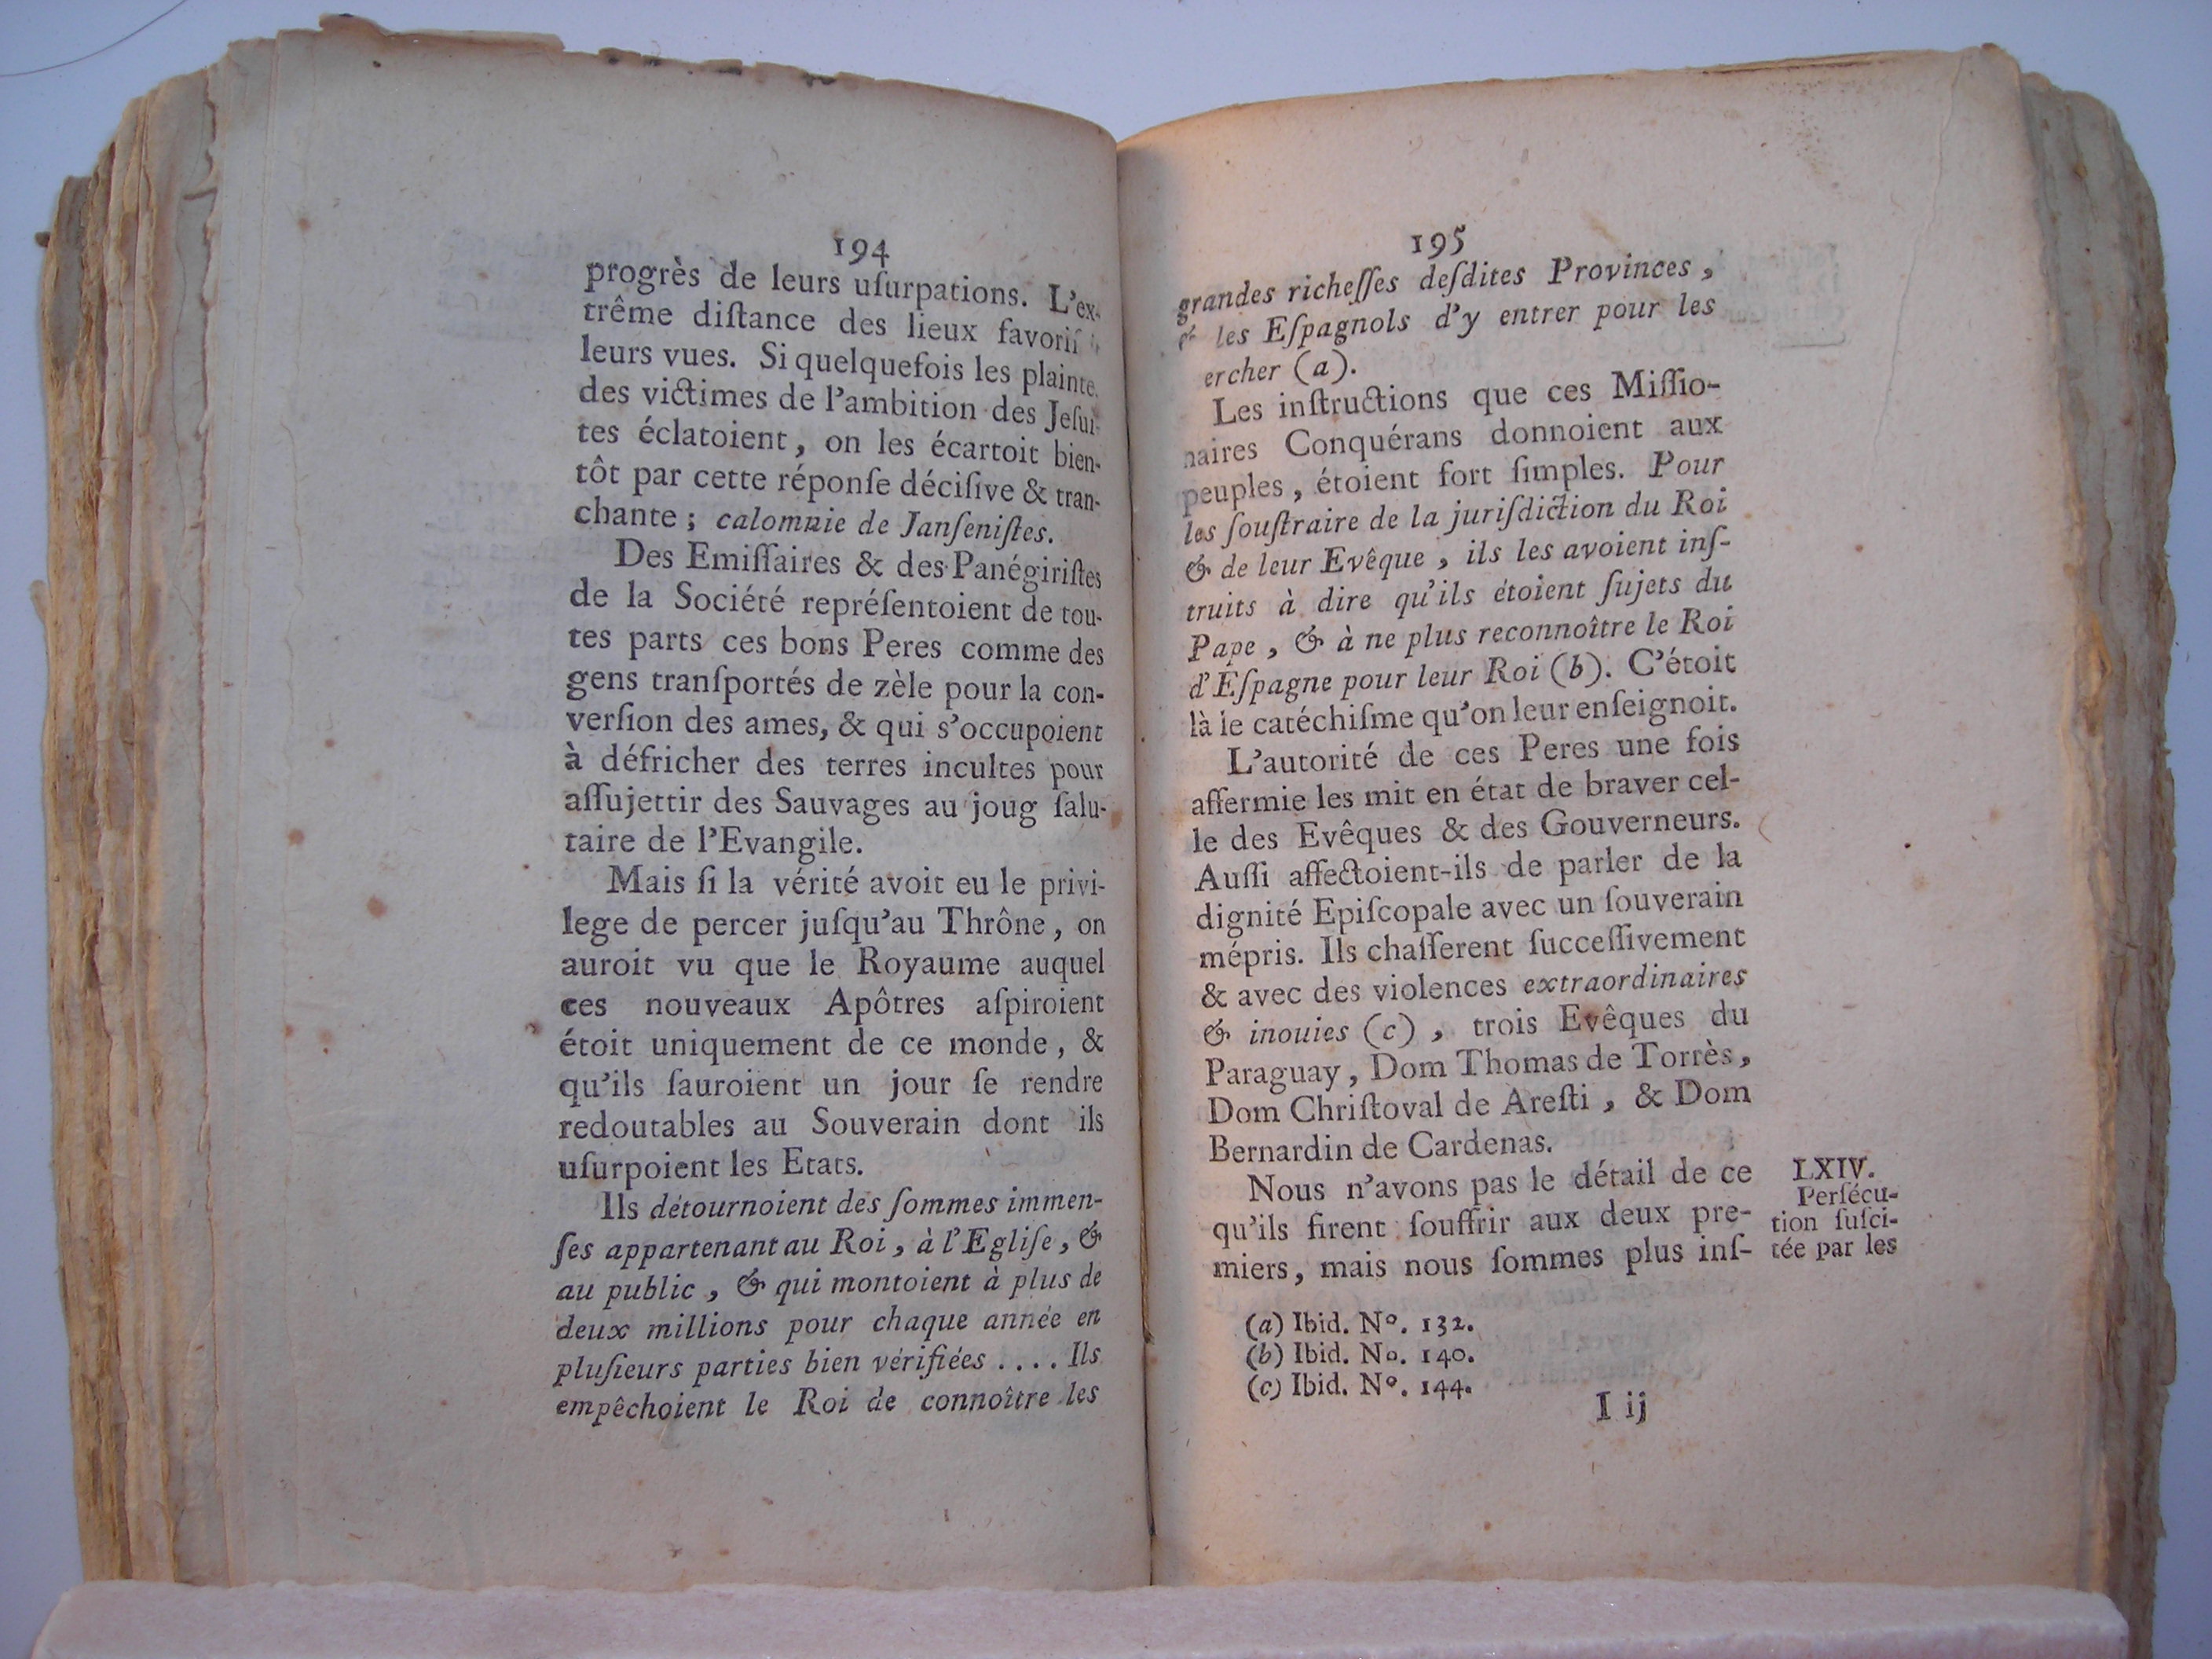 194
progrès de leurs uſurpations. L'ex-
trême diſtance des lieux
leurs vues. Si quelquefois les
des victimes de l'ambition des Jeſui-
tes éclatoient, on les écartoit bien-
tôt par cette réponſe déciſive & tran-
chante ; calomnie de Janſeniſtes.
Des Emiſſaires & des Panégiriſtes
de la Société repréſentoient de tou-
tes parts ces bons Peres comme des
gens tranſportés de zèle pour la con-
verſion des ames, & qui s'occupoient
à défricher des terres incultes pour
aſſujettir des Sauvages au joug ſalu-
taire de l'Evangile.
Mais ſi la vérité avoit eu le privi-
lege de percer juſqu'au Thrône, on
auroit vu que le Royaume auquel
ces nouveaux Apôtres aſpiroient
étoit uniquement de ce monde, &
qu'ils ſauroient un jour ſe rendre
redoutables au Souverain dont ils
uſurpoient les Etats.
Ils détournoient des ſommes immen-
ſes appartenant au Roi, à l'Egliſe, &
au public, & qui montoient à plus de
deux millions pour chaque année en
pluſieurs parties bien vérifiées .... Ils
empêchoient le Roi de connoître les
195
grandes richeſſes deſdites Provinces,
& les Eſpagnols d'y entrer pour les
ercher (a).
Les inſtructions que ces Miſſio-
naires Conquérans donnoient aux
peuples, étoient fort ſimples. Pour
les ſouſtraire de la juriſdiction du Roi
& de leur Evêque, ils les avoient inſ-
truits à dire qu'ils étoient ſujets du
Pape, & à ne plus reconnoître le Roi
d'Eſpagne pour leur Roi (b). C'étoit
là le catéchiſme qu'on leur enſeignoit.
L'autorité de ces Peres une fois
affermie les mit en état de braver cel-
le des Evêques & des Gouverneurs.
Auſſi affectoient-ils de parler de la
dignité Epiſcopale avec un ſouverain
mépris. Ils chaſſerent ſucceſſivement
& avec des violences extraordinaires
& inouies (c), trois Evêques du
Paraguay, Dom Thomas de Torrès,
Dom Chriſtoval de Areſti, & Dom
Bernardin de Cardenas.
Nous n'avons pas le détail de ce
qu'ils firent ſouffrir aux deux pre-
miers, mais nous ſommes plus inſ-
LXIV.
Perſécu-
tion ſuſci-
tée par les
(a) Ibid. Nº. 132.
(b) Ibid. No. 140.
(c) Ibid. Nº. 144.
I ij